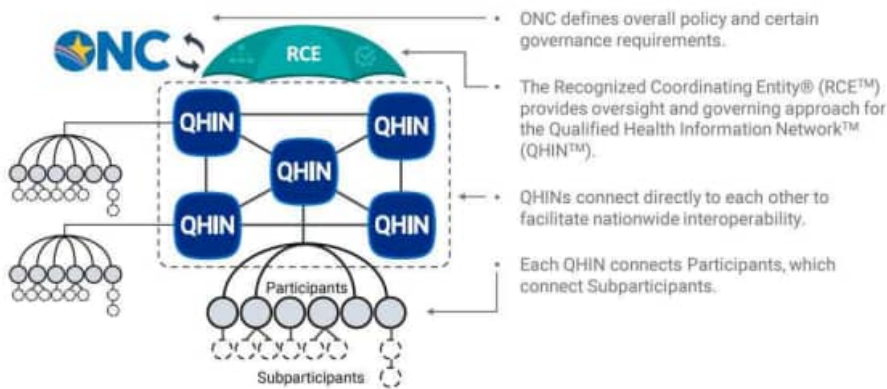 ONC
RCE
QHIN
QHIN
QHIN
QHIN
QHIN
Participants
Subparticipants
• ONC defines overall policy and certain
governance requirements.
• The Recognized Coordinating Entity® (RCE™)
provides oversight and governing approach for
the Qualified Health Information Network™
(QHIN™).
• QHINs connect directly to each other to
facilitate nationwide interoperability.
• Each QHIN connects Participants, which
connect Subparticipants.